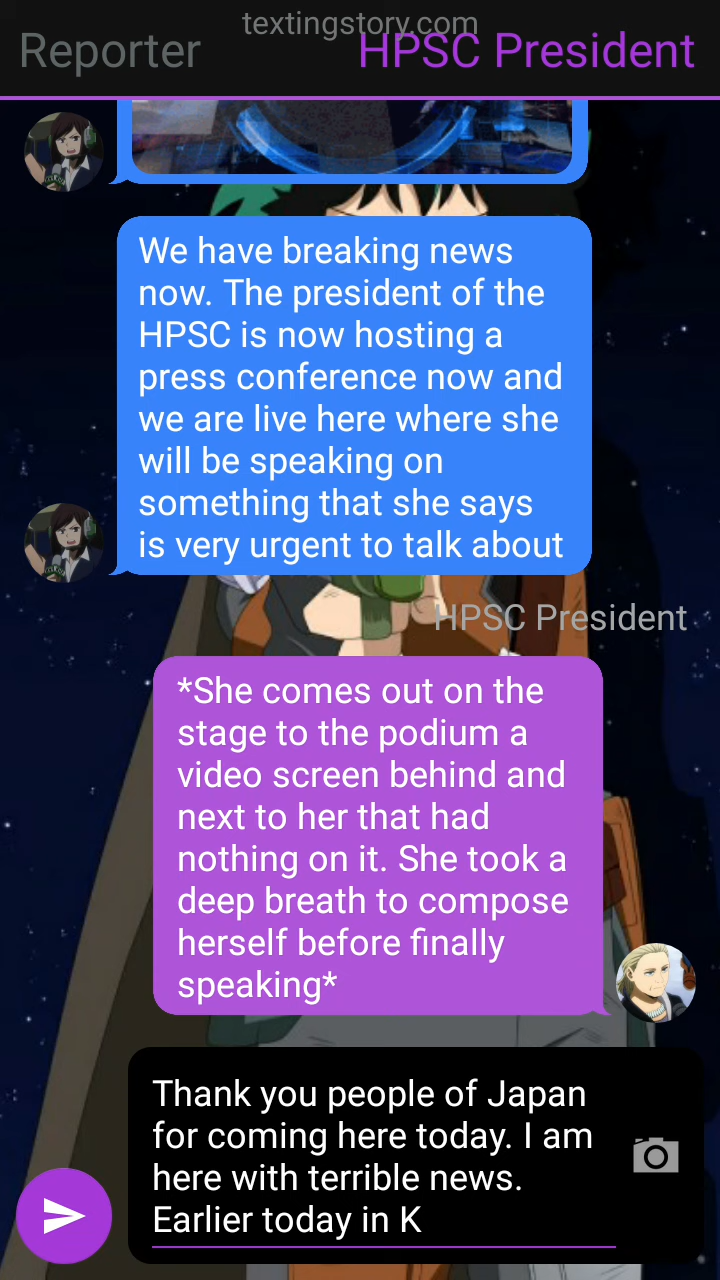 textingstory.com
Reporter
HPSC President
We have breaking news
now. The president of the
HPSC is now hosting a
press conference now and
we are live here where she
will be speaking on
something that she says
is very urgent to talk about
HPSC President
*She comes out on the
stage to the podium a
video screen behind and
next to her that had
nothing on it. She took a
deep breath to compose
herself before finally
speaking*
Thank you people of Japan
for coming here today. I am
here with terrible news.
Earlier today in K